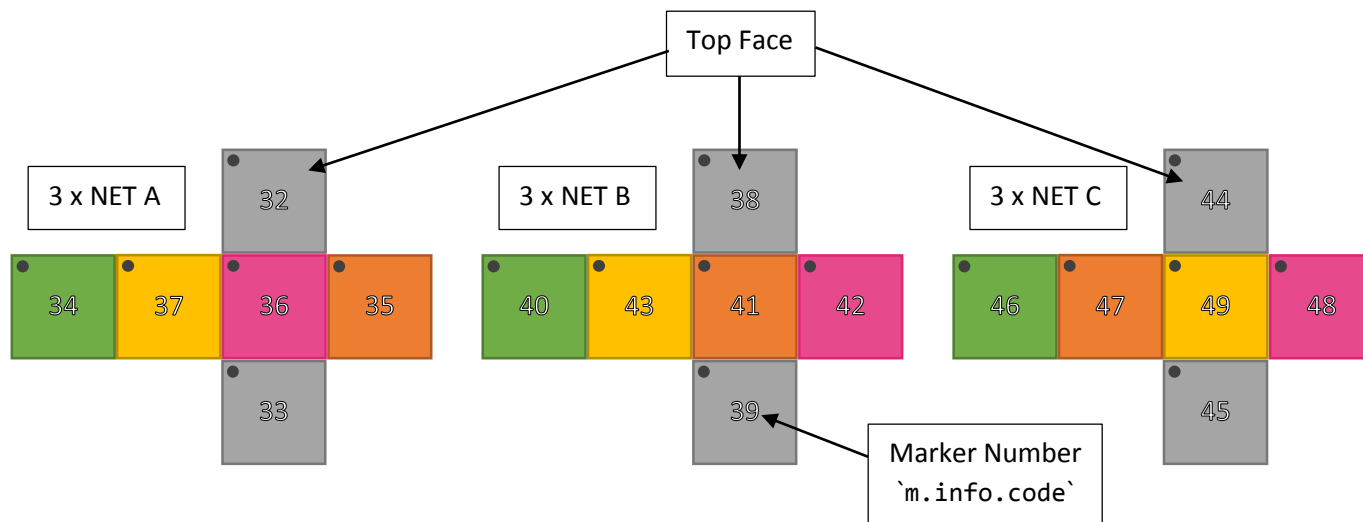 Top Face
3 x NET A
32
3 x NET B
38
3 x NET C
44
34 37 36 35
40 43 41 42
46 47 49 48
33
39
45
Marker Number
`m.info.code`